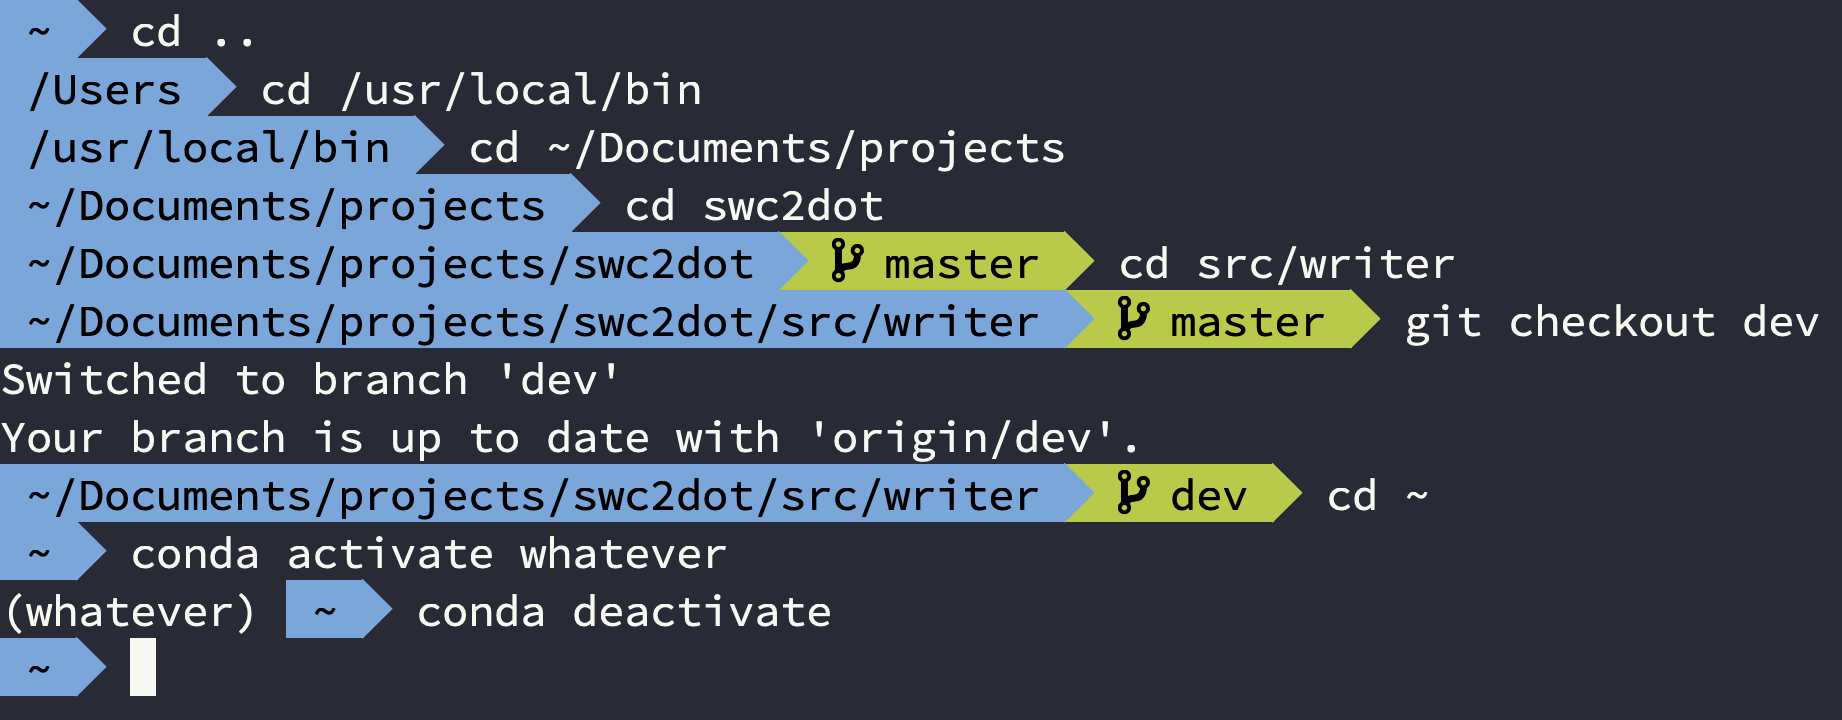 ~ cd ..
/Users cd /usr/local/bin
/usr/local/bin cd ~/Documents/projects
~/Documents/projects cd swc2dot
~/Documents/projects/swc2dot master cd src/writer
~/Documents/projects/swc2dot/src/writer master git checkout dev
Switched to branch 'dev'
Your branch is up to date with 'origin/dev'.
~/Documents/projects/swc2dot/src/writer dev cd ~
~ conda activate whatever
(whatever) ~ conda deactivate
~